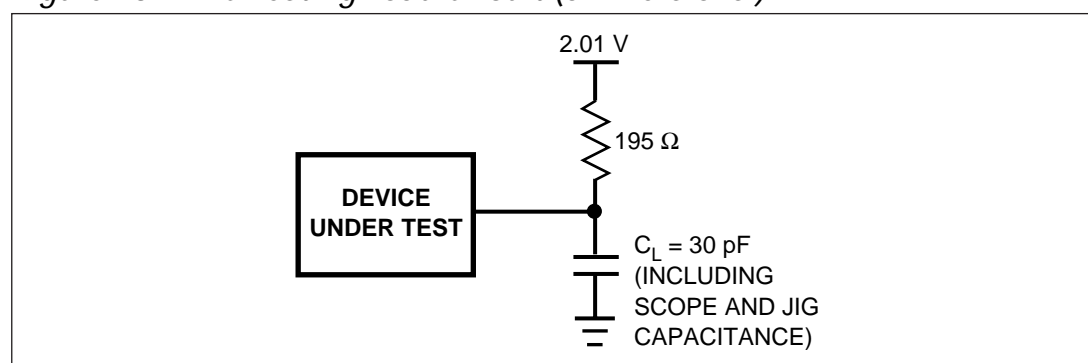 2.01 V
195 Ω
DEVICE
UNDER TEST
C_L = 30 pF
(INCLUDING
SCOPE AND JIG
CAPACITANCE)